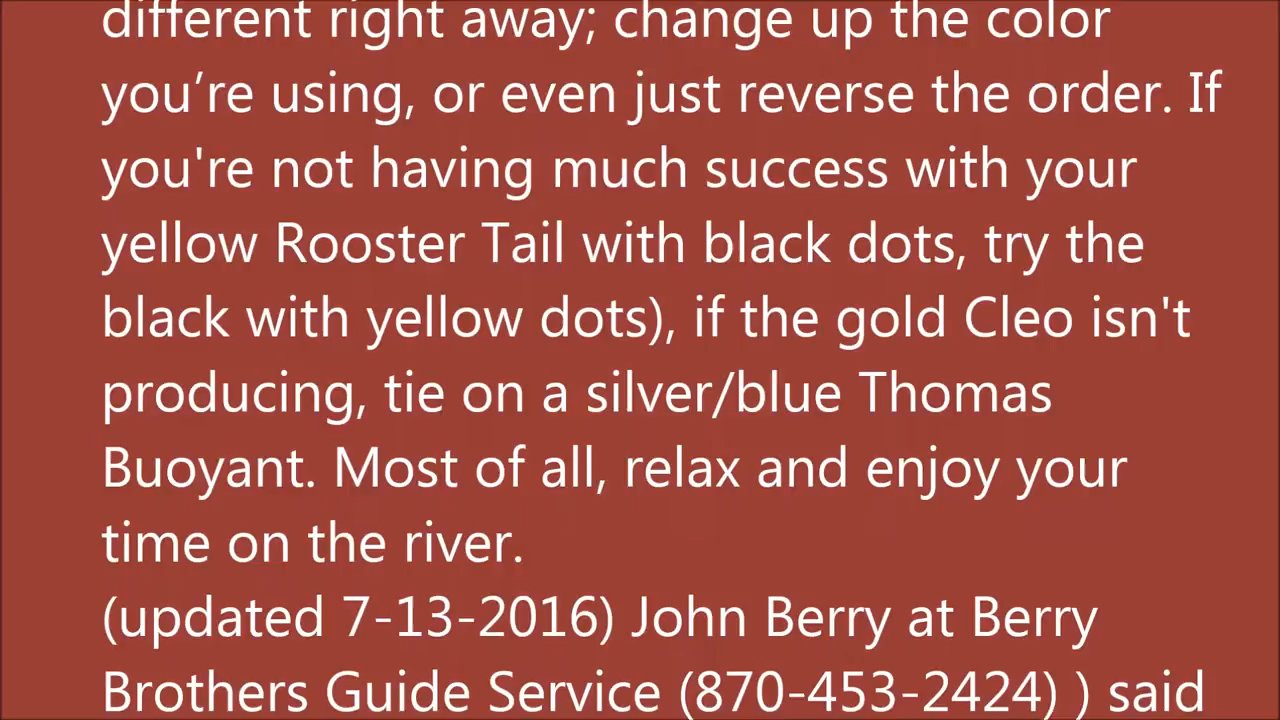 different right away; change up the color
you’re using, or even just reverse the order. If
you're not having much success with your
yellow Rooster Tail with black dots, try the
black with yellow dots), if the gold Cleo isn't
producing, tie on a silver/blue Thomas
Buoyant. Most of all, relax and enjoy your
time on the river.
(updated 7-13-2016) John Berry at Berry
Brothers Guide Service (870-453-2424) ) said